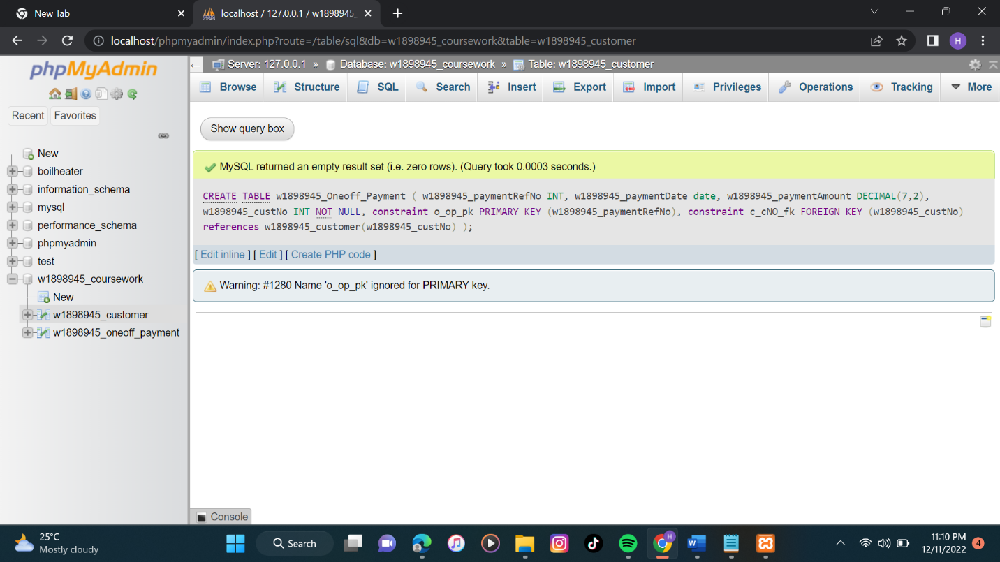 New Tab
localhost / 127.0.0.1 / w1898945_
localhost/phpmyadmin/index.php?route=/table/sql&db=w1898945_coursework&table=w1898945_customer
H
phpMyAdmin
Recent Favorites
New
boilheater
information_schema
mysql
performance_schema
phpmyadmin
test
w1898945_coursework
New
w1898945_customer
w1898945_oneoff_payment
Server: 127.0.0.1 » Database: w1898945_coursework » Table: w1898945_customer
Browse Structure SQL Search Insert Export Import Privileges Operations Tracking More
Show query box
MySQL returned an empty result set (i.e. zero rows). (Query took 0.0003 seconds.)
CREATE TABLE w1898945_Oneoff_Payment ( w1898945_paymentRefNo INT, w1898945_paymentDate date, w1898945_paymentAmount DECIMAL(7,2),
w1898945_custNo INT NOT NULL, constraint o_op_pk PRIMARY KEY (w1898945_paymentRefNo), constraint c_cNO_fk FOREIGN KEY (w1898945_custNo)
references w1898945_customer(w1898945_custNo) );
[ Edit inline ] [ Edit ] [ Create PHP code ]
Warning: #1280 Name 'o_op_pk' ignored for PRIMARY key.
Console
25°C
Mostly cloudy
Search
H
11:10 PM
12/11/2022
4